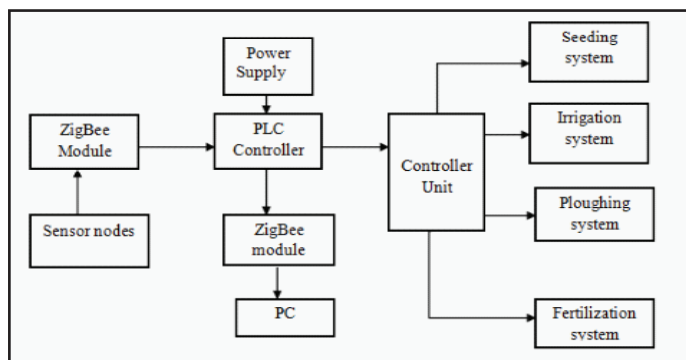 Power
Supply
Seeding
system
ZigBee
Module
PLC
Controller
Controller
Unit
Irrigation
system
Sensor nodes
ZigBee
module
Ploughing
system
PC
Fertilization
system